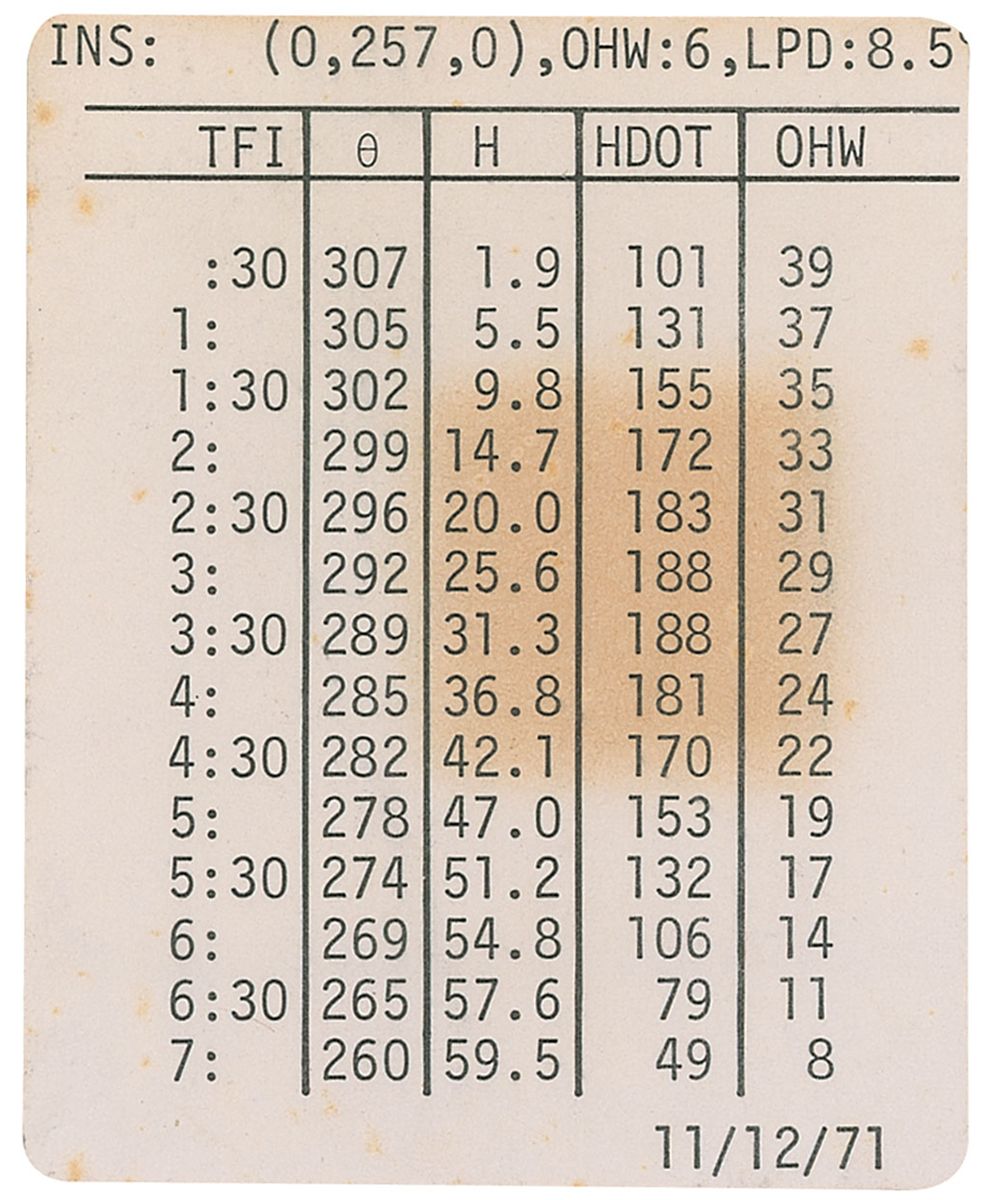 INS: (0,257,0),OHW:6,LPD:8.5°
TFI θ H HDOT OHW
:30 307 1.9 101 39
1: 305 5.5 131 37
1:30 302 9.8 155 35
2: 299 14.7 172 33
2:30 296 20.0 183 31
3: 292 25.6 188 29
3:30 289 31.3 188 27
4: 285 36.8 181 24
4:30 282 42.1 170 22
5: 278 47.0 153 19
5:30 274 51.2 132 17
6: 269 54.8 106 14
6:30 265 57.6 79 11
7: 260 59.5 49 8
11/12/71